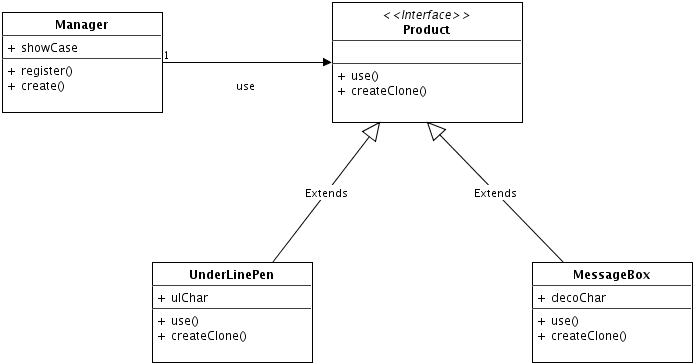 Manager
+ showCase
+ register()
+ create()
1
use
<<Interface>>
Product
+ use()
+ createClone()
Extends
Extends
UnderLinePen
+ ulChar
+ use()
+ createClone()
MessageBox
+ decoChar
+ use()
+ createClone()